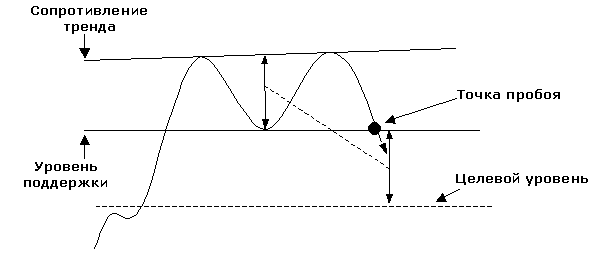 Сопротивление
тренда
Точка пробоя
Уровень
поддержки
Целевой уровень